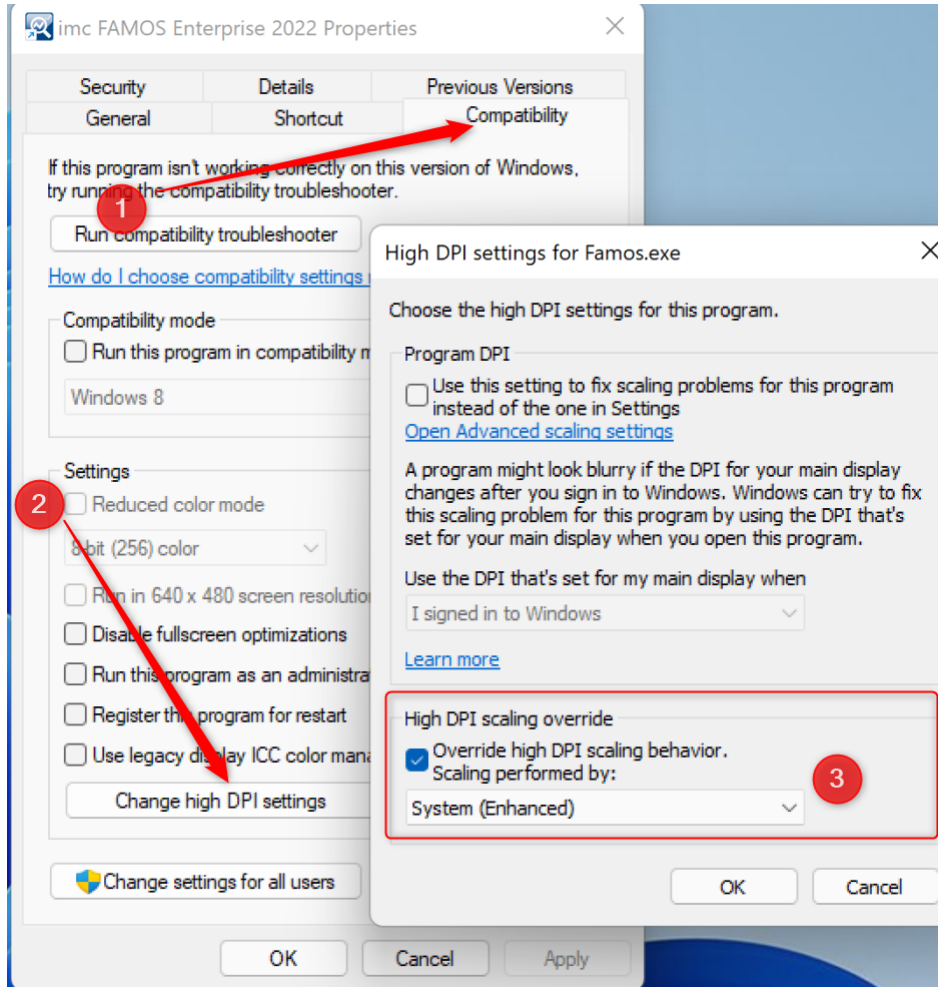 imc FAMOS Enterprise 2022 Properties
Security Details Previous Versions
General Shortcut Compatibility
If this program isn't working correctly on this version of Windows,
try running the compatibility troubleshooter.
1
Run compatibility troubleshooter
How do I choose compatibility settings
Compatibility mode
Run this program in compatibility
Windows 8
Settings
2
Reduced color mode
8-bit (256) color
Run in 640 x 480 screen resolution
Disable fullscreen optimizations
Run this program as an
Register this program for restart
Use legacy display ICC color
Change high DPI settings
Change settings for all users
OK Cancel Apply
High DPI settings for Famos.exe
Choose the high DPI settings for this program.
Program DPI
Use this setting to fix scaling problems for this program
instead of the one in Settings
Open Advanced scaling settings
A program might look blurry if the DPI for your main display
changes after you sign in to Windows. Windows can try to fix
this scaling problem for this program by using the DPI that's
set for your main display when you open this program.
Use the DPI that's set for my main display when
I signed in to Windows
Learn more
High DPI scaling override
Override high DPI scaling behavior.
Scaling performed by:
3
System (Enhanced)
OK Cancel